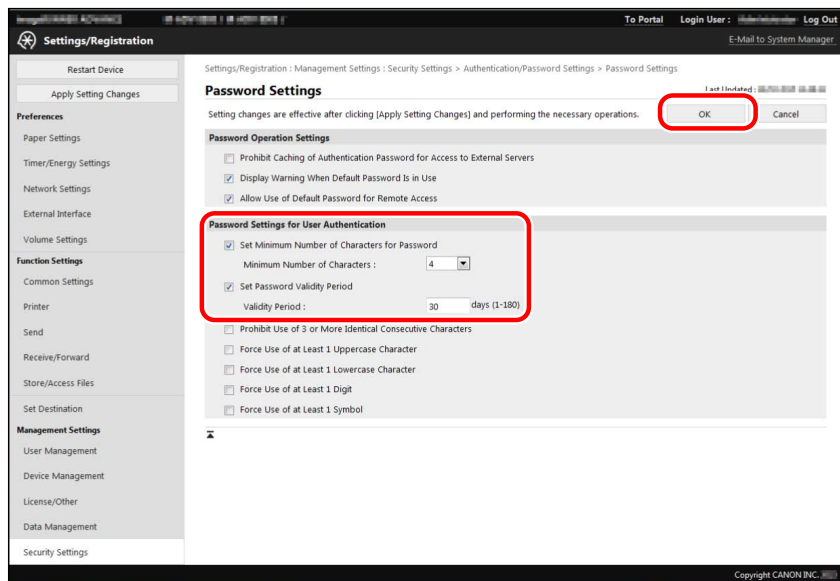 To Portal Login User : Log Out
Settings/Registration E-Mail to System Manager
Restart Device
Apply Setting Changes
Preferences
Paper Settings
Timer/Energy Settings
Network Settings
External Interface
Volume Settings
Function Settings
Common Settings
Printer
Send
Receive/Forward
Store/Access Files
Set Destination
Management Settings
User Management
Device Management
License/Other
Data Management
Security Settings
Settings/Registration : Management Settings : Security Settings > Authentication/Password Settings > Password Settings
Password Settings
Last Updated :
Setting changes are effective after clicking [Apply Setting Changes] and performing the necessary operations. OK Cancel
Password Operation Settings
Prohibit Caching of Authentication Password for Access to External Servers
Display Warning When Default Password Is in Use
Allow Use of Default Password for Remote Access
Password Settings for User Authentication
Set Minimum Number of Characters for Password
Minimum Number of Characters : 4
Set Password Validity Period
Validity Period : 30 days (1-180)
Prohibit Use of 3 or More Identical Consecutive Characters
Force Use of at Least 1 Uppercase Character
Force Use of at Least 1 Lowercase Character
Force Use of at Least 1 Digit
Force Use of at Least 1 Symbol
Copyright CANON INC.